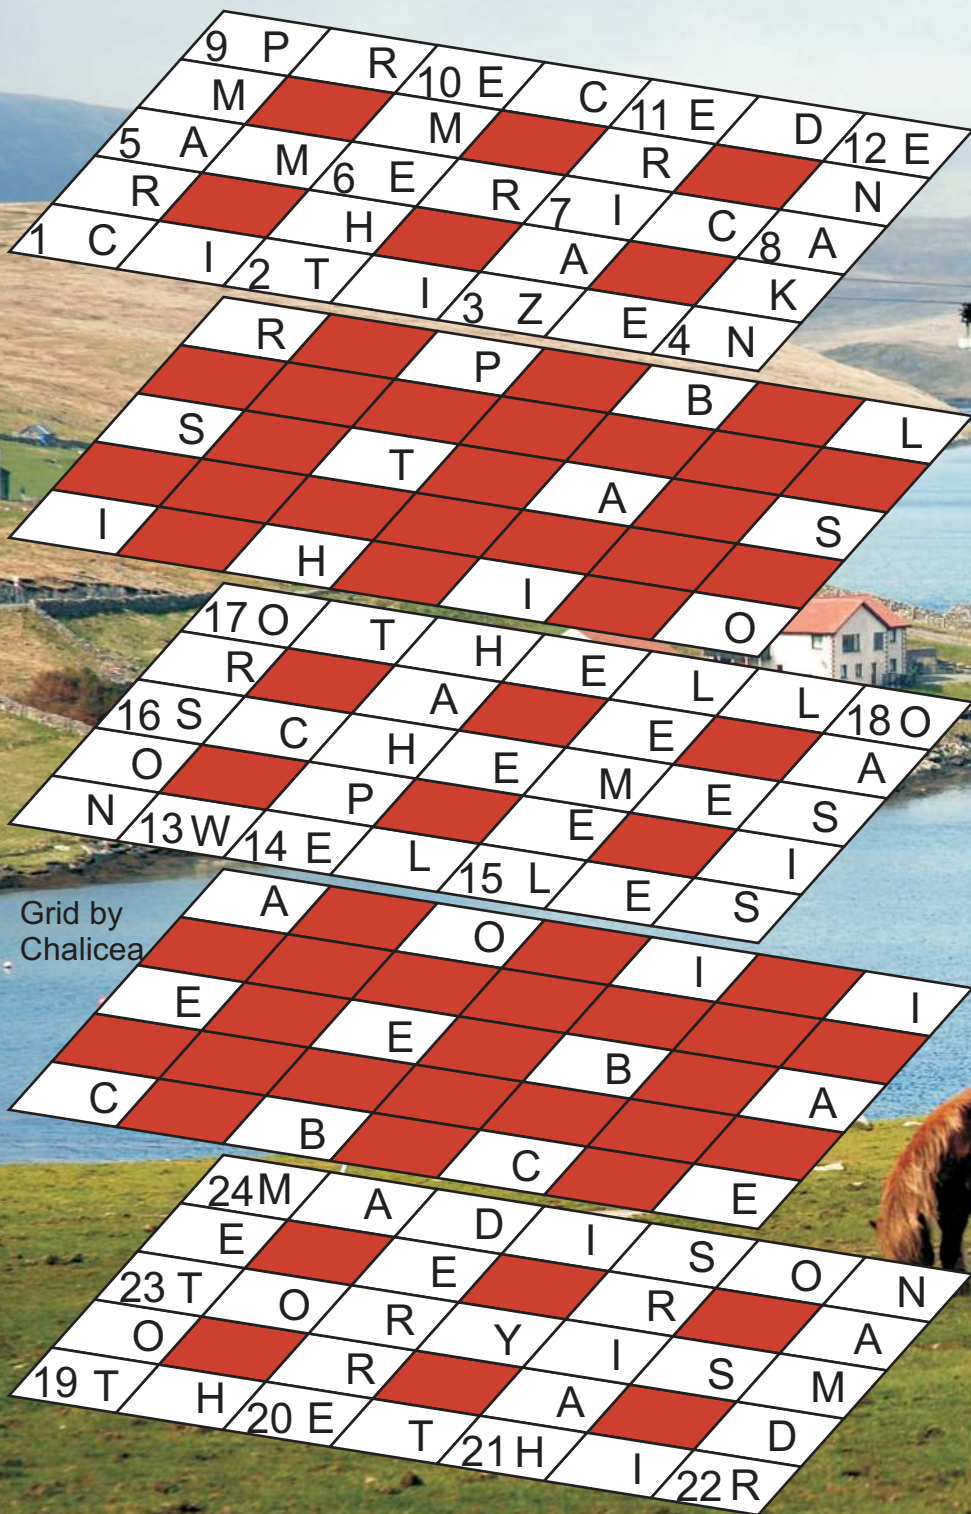 9 P R 10 E C 11 E D 12 E
M M R N
5 A M 6 E R 7 I C 8 A
R H A K
1 C I 2 T I 3 Z E 4 N
R P B L
S T A S
I H I O
17 O T H E L L 18 O
R A E A
16 S C H E M E S
O P E I
N 13 W 14 E L 15 L E S
A O I I
E E B A
C B C E
Grid by
Chalicea
24 M A D I S O N
E E R A
23 T O R Y I S M
O R A D
19 T H 20 E T 21 H I 22 R